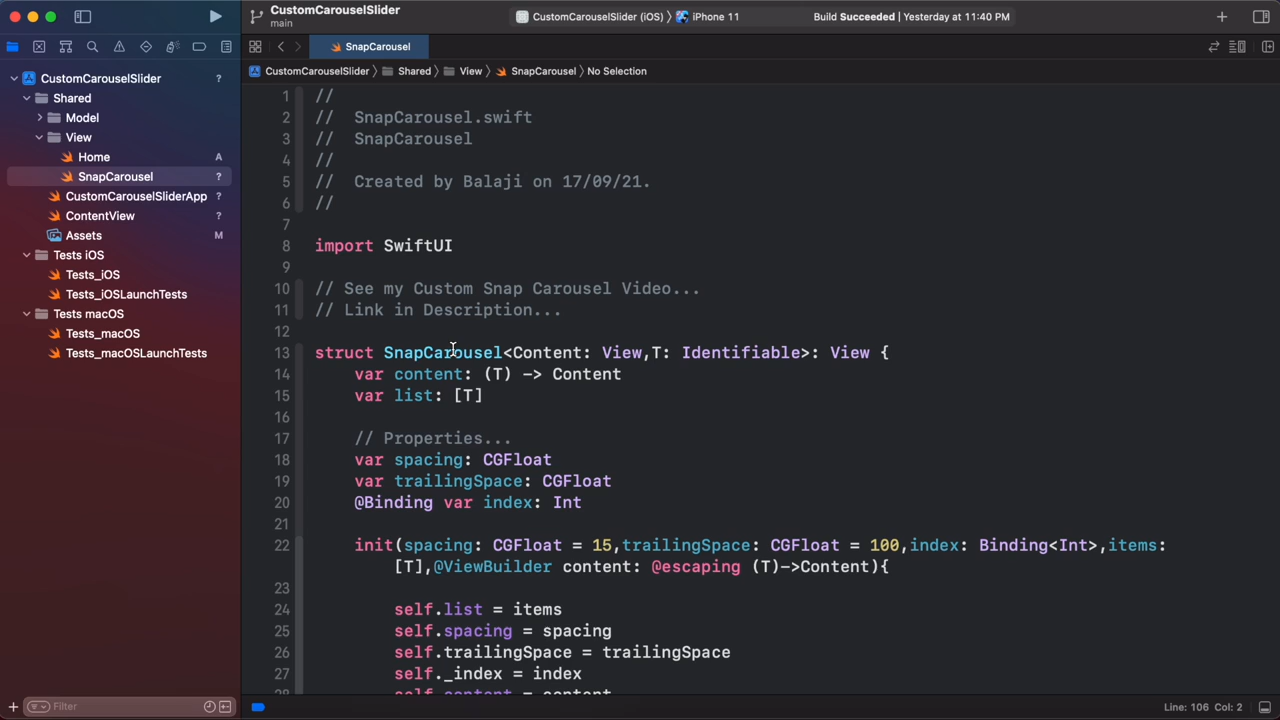 CustomCarouselSlider
main
CustomCarouselSlider (iOS) 〉 iPhone 11
Build Succeeded | Yesterday at 11:40 PM
SnapCarousel
CustomCarouselSlider 〉 Shared 〉 View 〉 SnapCarousel 〉 No Selection
CustomCarouselSlider ?
Shared
Model
View
Home A
SnapCarousel ?
CustomCarouselSliderApp ?
ContentView ?
Assets M
Tests iOS
Tests_iOS
Tests_iOSLaunchTests
Tests macOS
Tests_macOS
Tests_macOSLaunchTests
Filter
1 //
2 //  SnapCarousel.swift
3 //  SnapCarousel
4 //
5 //  Created by Balaji on 17/09/21.
6 //
7
8 import SwiftUI
9
10 // See my Custom Snap Carousel Video...
11 // Link in Description...
12
13 struct SnapCarousel<Content: View,T: Identifiable>: View {
14     var content: (T) -> Content
15     var list: [T]
16
17     // Properties...
18     var spacing: CGFloat
19     var trailingSpace: CGFloat
20     @Binding var index: Int
21
22     init(spacing: CGFloat = 15,trailingSpace: CGFloat = 100,index: Binding<Int>,items:
[T],@ViewBuilder content: @escaping (T)->Content){
23
24         self.list = items
25         self.spacing = spacing
26         self.trailingSpace = trailingSpace
27         self._index = index
28         self.content = content
Line: 106 Col: 2